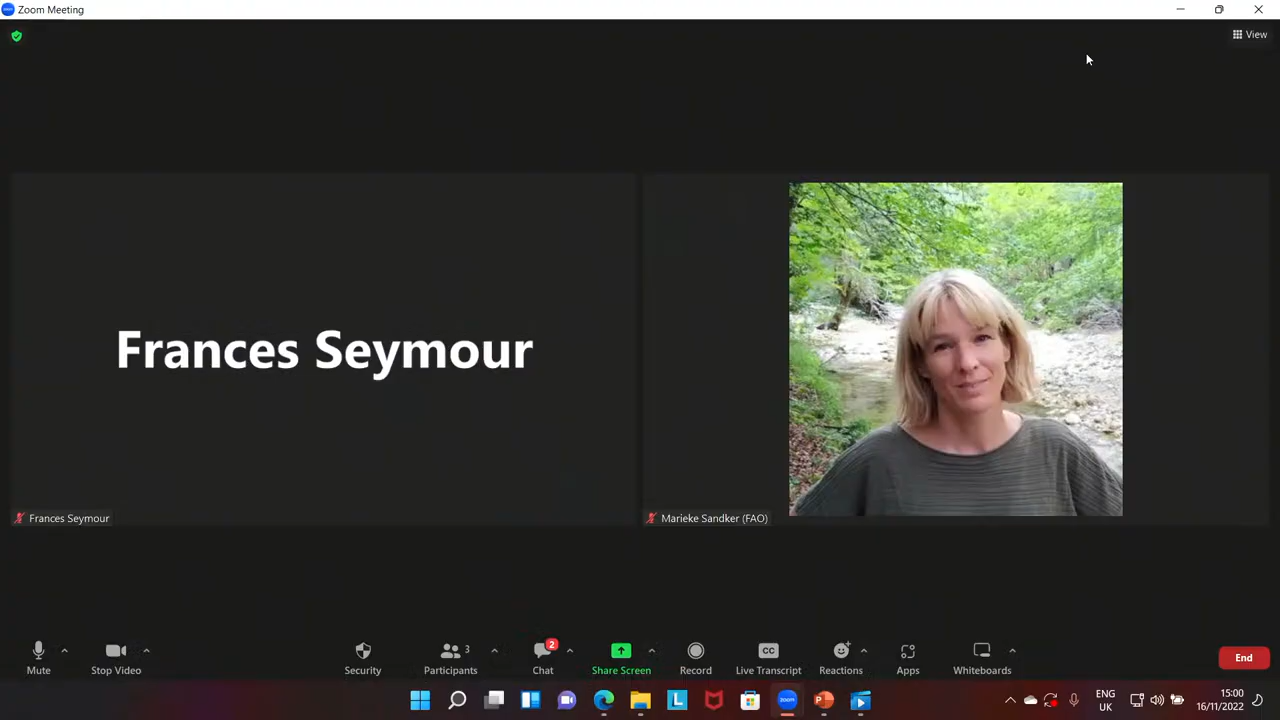 Zoom Meeting
View
Frances Seymour
Frances Seymour
Marieke Sandker (FAO)
Mute
Stop Video
Security
Participants
3
Chat
2
Share Screen
Record
CC
Live Transcript
Reactions
Apps
Whiteboards
End
L
zoom
P
ENG
UK
15:00
16/11/2022